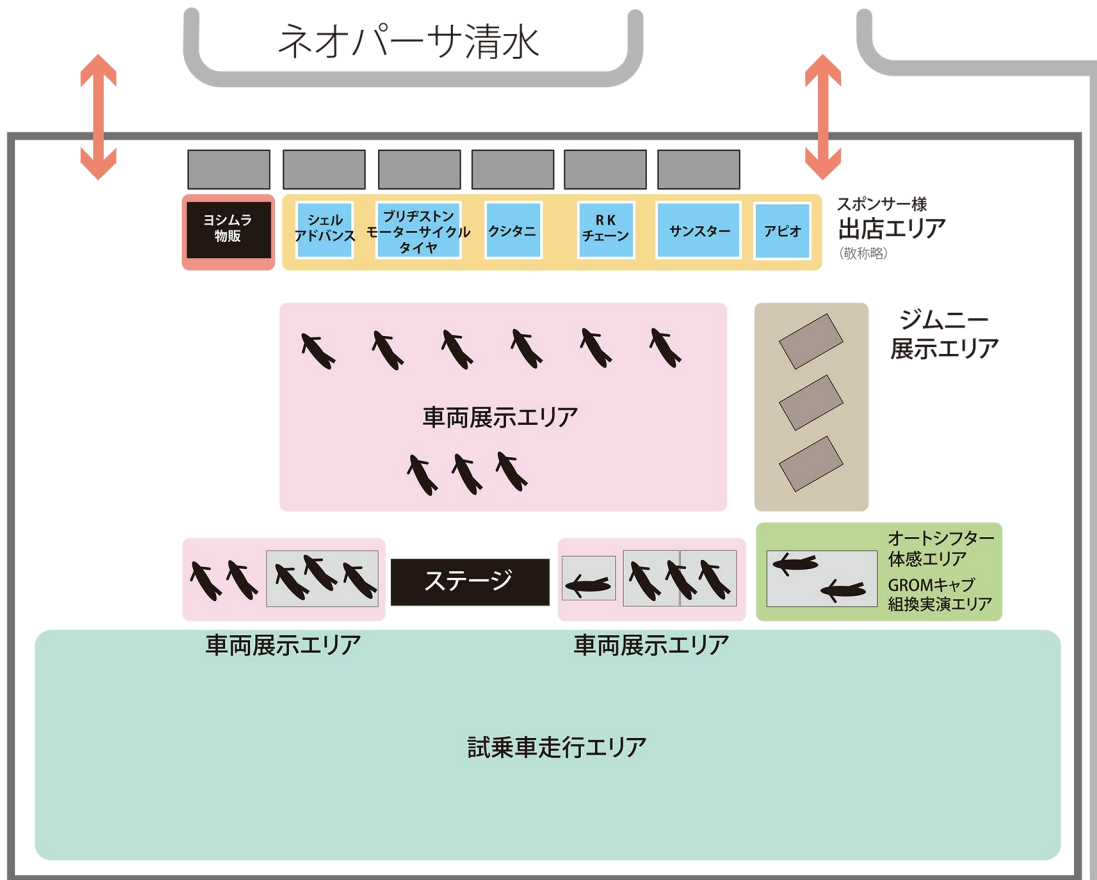 ネオパーサ清水
ヨシムラ
物販
シェル
アドバンス
ブリヂストン
モーターサイクル
タイヤ
クシタニ
RK
チェーン
サンスター
アピオ
スポンサー様
出店エリア
(敬称略)
ジムニー
展示エリア
車両展示エリア
ステージ
オートシフター
体感エリア
GROMキャブ
組換実演エリア
車両展示エリア
車両展示エリア
試乗車走行エリア